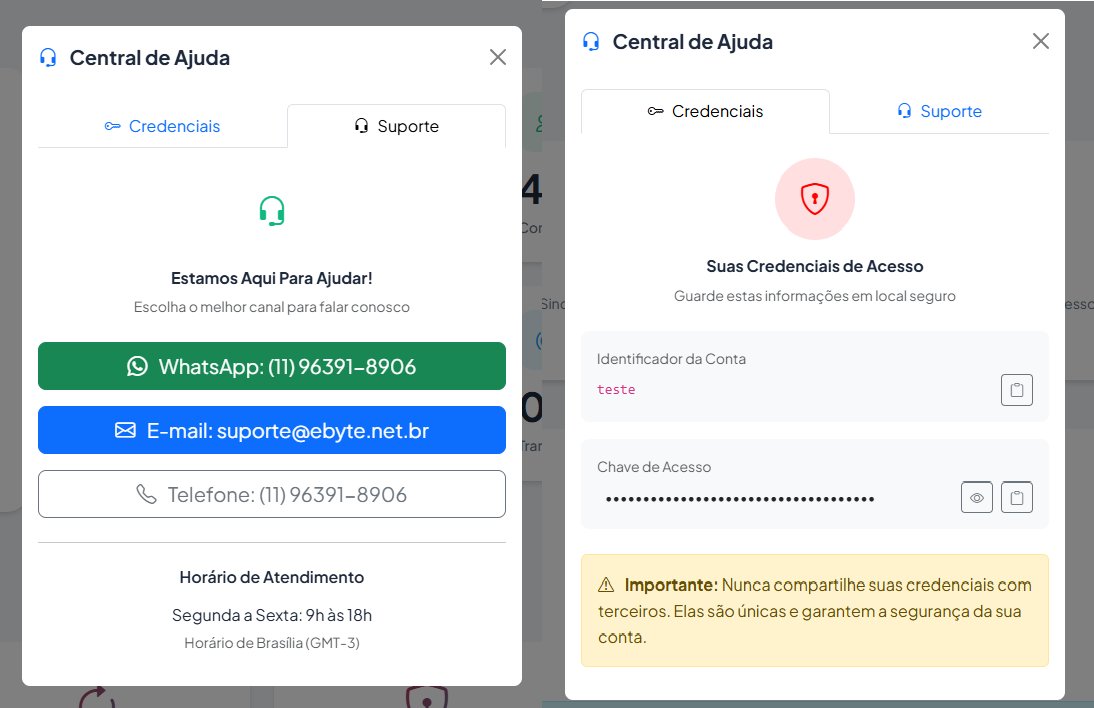 Central de Ajuda
Credenciais
Suporte
Estamos Aqui Para Ajudar!
Escolha o melhor canal para falar conosco
WhatsApp: (11) 96391-8906
E-mail: suporte@ebyte.net.br
Telefone: (11) 96391-8906
Horário de Atendimento
Segunda a Sexta: 9h às 18h
Horário de Brasília (GMT-3)
4
0
Central de Ajuda
Credenciais
Suporte
Suas Credenciais de Acesso
Guarde estas informações em local seguro
Identificador da Conta
teste
Chave de Acesso
••••••••••••••••••••••••••••••••••••
Importante: Nunca compartilhe suas credenciais com
terceiros. Elas são únicas e garantem a segurança da sua
conta.